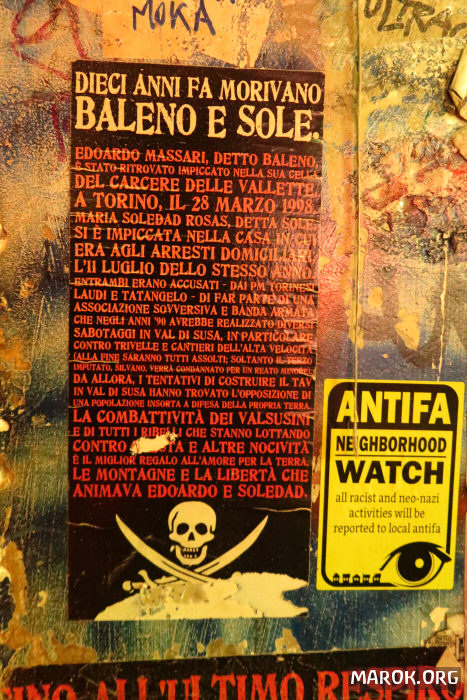 MOKA
DIECI ANNI FA MORIVANO
BALENO E SOLE.
EDOARDO MASSARI, DETTO BALENO,
È STATO RITROVATO IMPICCATO NELLA SUA CELLA
DEL CARCERE DELLE VALLETTE,
A TORINO, IL 28 MARZO 1998.
MARIA SOLEDAD ROSAS, DETTA SOLE,
SI È IMPICCATA NELLA CASA IN CUI
ERA AGLI ARRESTI DOMICILIARI
L'11 LUGLIO DELLO STESSO ANNO.
ENTRAMBI ERANO ACCUSATI - DAI PM TORINESI
LAUDI E TATANGELO - DI FAR PARTE DI UNA
ASSOCIAZIONE SOVVERSIVA E BANDA ARMATA
CHE NEGLI ANNI '90 AVREBBE REALIZZATO DIVERSI
SABOTAGGI IN VAL DI SUSA, IN PARTICOLARE
CONTRO TRIVELLE E CANTIERI DELL'ALTA VELOCITÀ
(ALLA FINE SARANNO TUTTI ASSOLTI; SOLTANTO IL TERZO
IMPUTATO, SILVANO, VERRÀ CONDANNATO PER UN REATO MINORE).
DA ALLORA, I TENTATIVI DI COSTRUIRE IL TAV
IN VAL DI SUSA HANNO TROVATO L'OPPOSIZIONE DI
UNA POPOLAZIONE INSORTA A DIFESA DELLA PROPRIA TERRA.
LA COMBATTIVITÀ DEI VALSUSINI
E DI TUTTI I RIBELLI CHE STANNO LOTTANDO
CONTRO STA E ALTRE NOCIVITÀ
È IL MIGLIOR REGALO ALL'AMORE PER LA TERRA,
LE MONTAGNE E LA LIBERTÀ CHE
ANIMAVA EDOARDO E SOLEDAD.
ANTIFA
NEIGHBORHOOD
WATCH
all racist and neo-nazi
activities will be
reported to local antifa
ALL'ULTIMO
MAROK.ORG